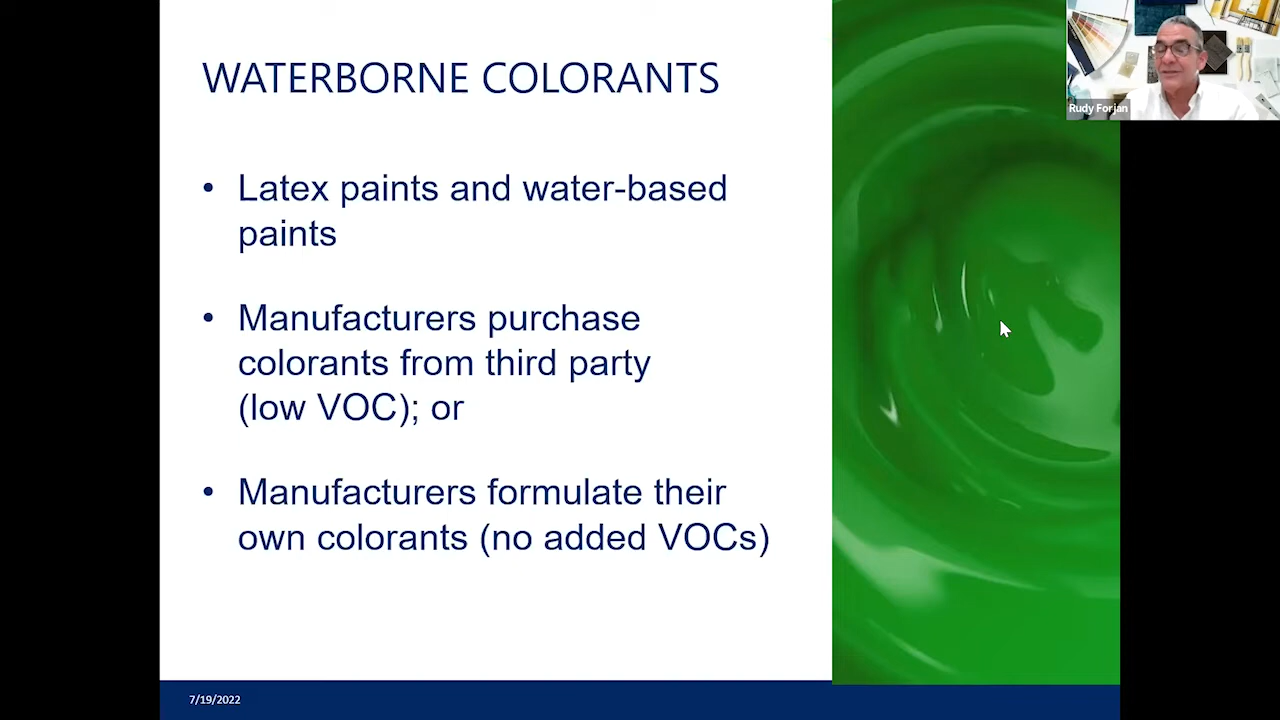 WATERBORNE COLORANTS
• Latex paints and water-based
paints
• Manufacturers purchase
colorants from third party
(low VOC); or
• Manufacturers formulate their
own colorants (no added VOCs)
7/19/2022
Rudy Forjan